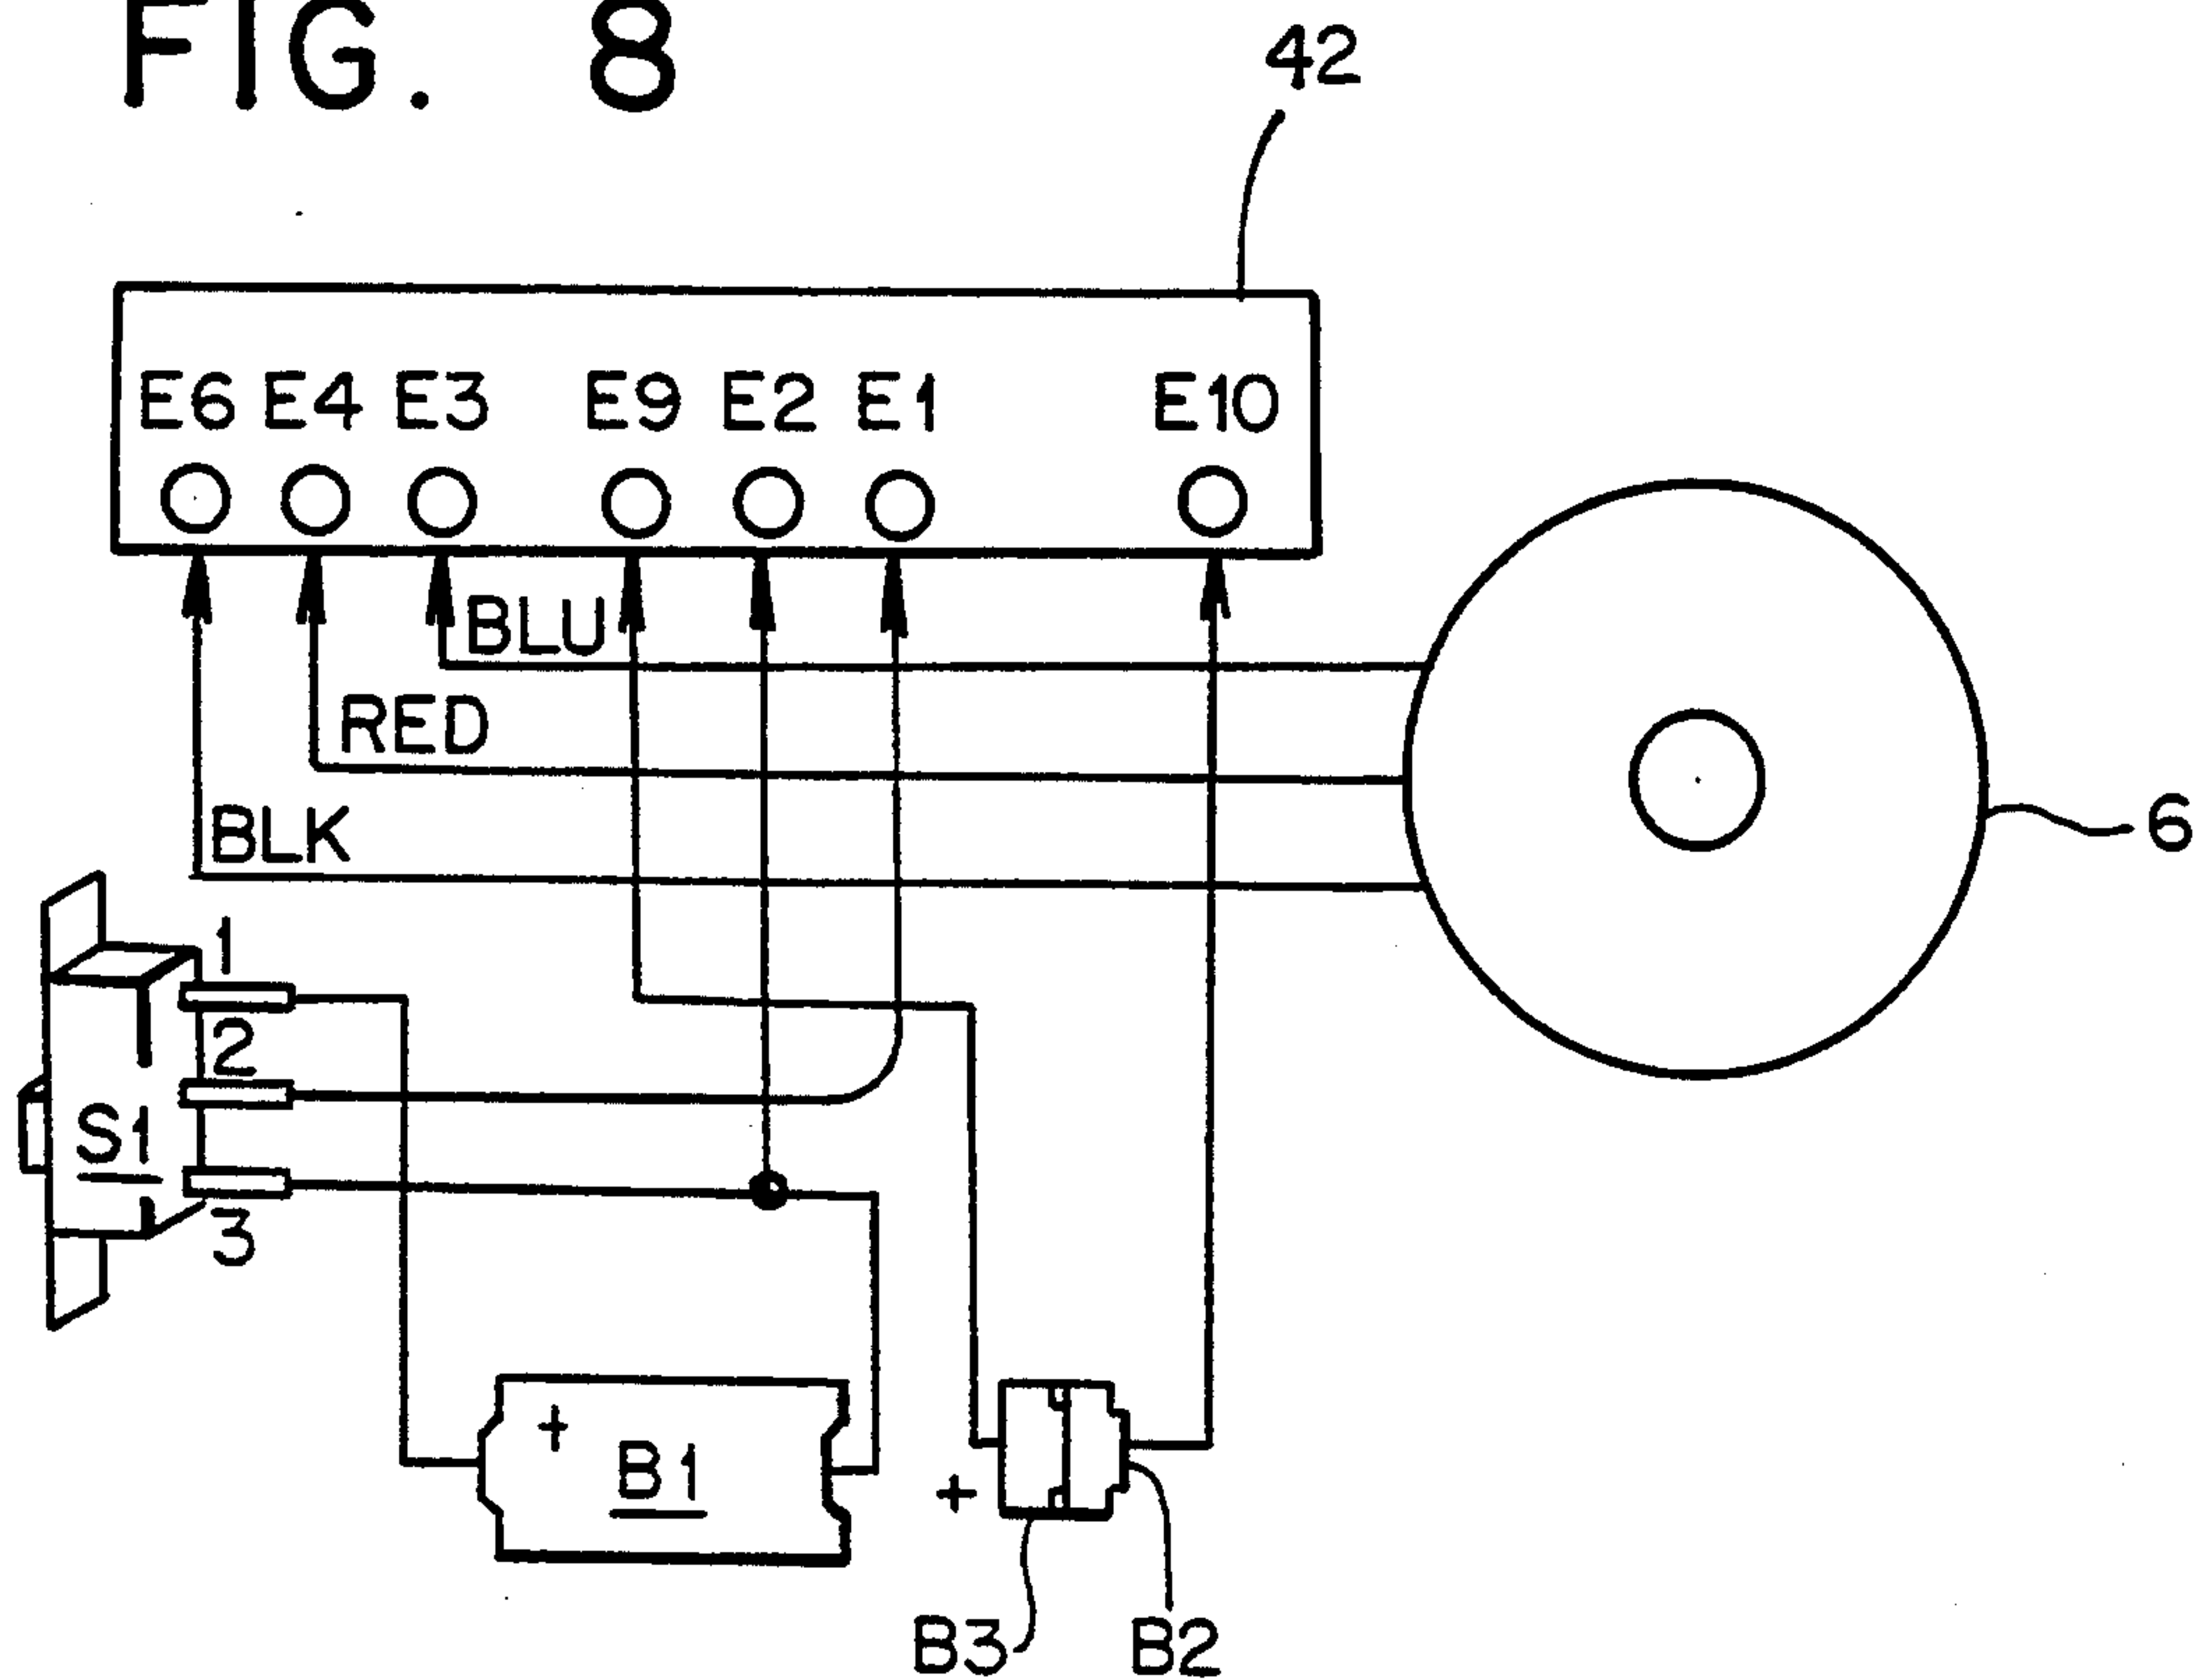 FIG. 8
42
E6 E4 E3 E9 E2 E1 E10
BLU
RED
BLK
6
1
2
S1
3
+
B1
+
B3
B2